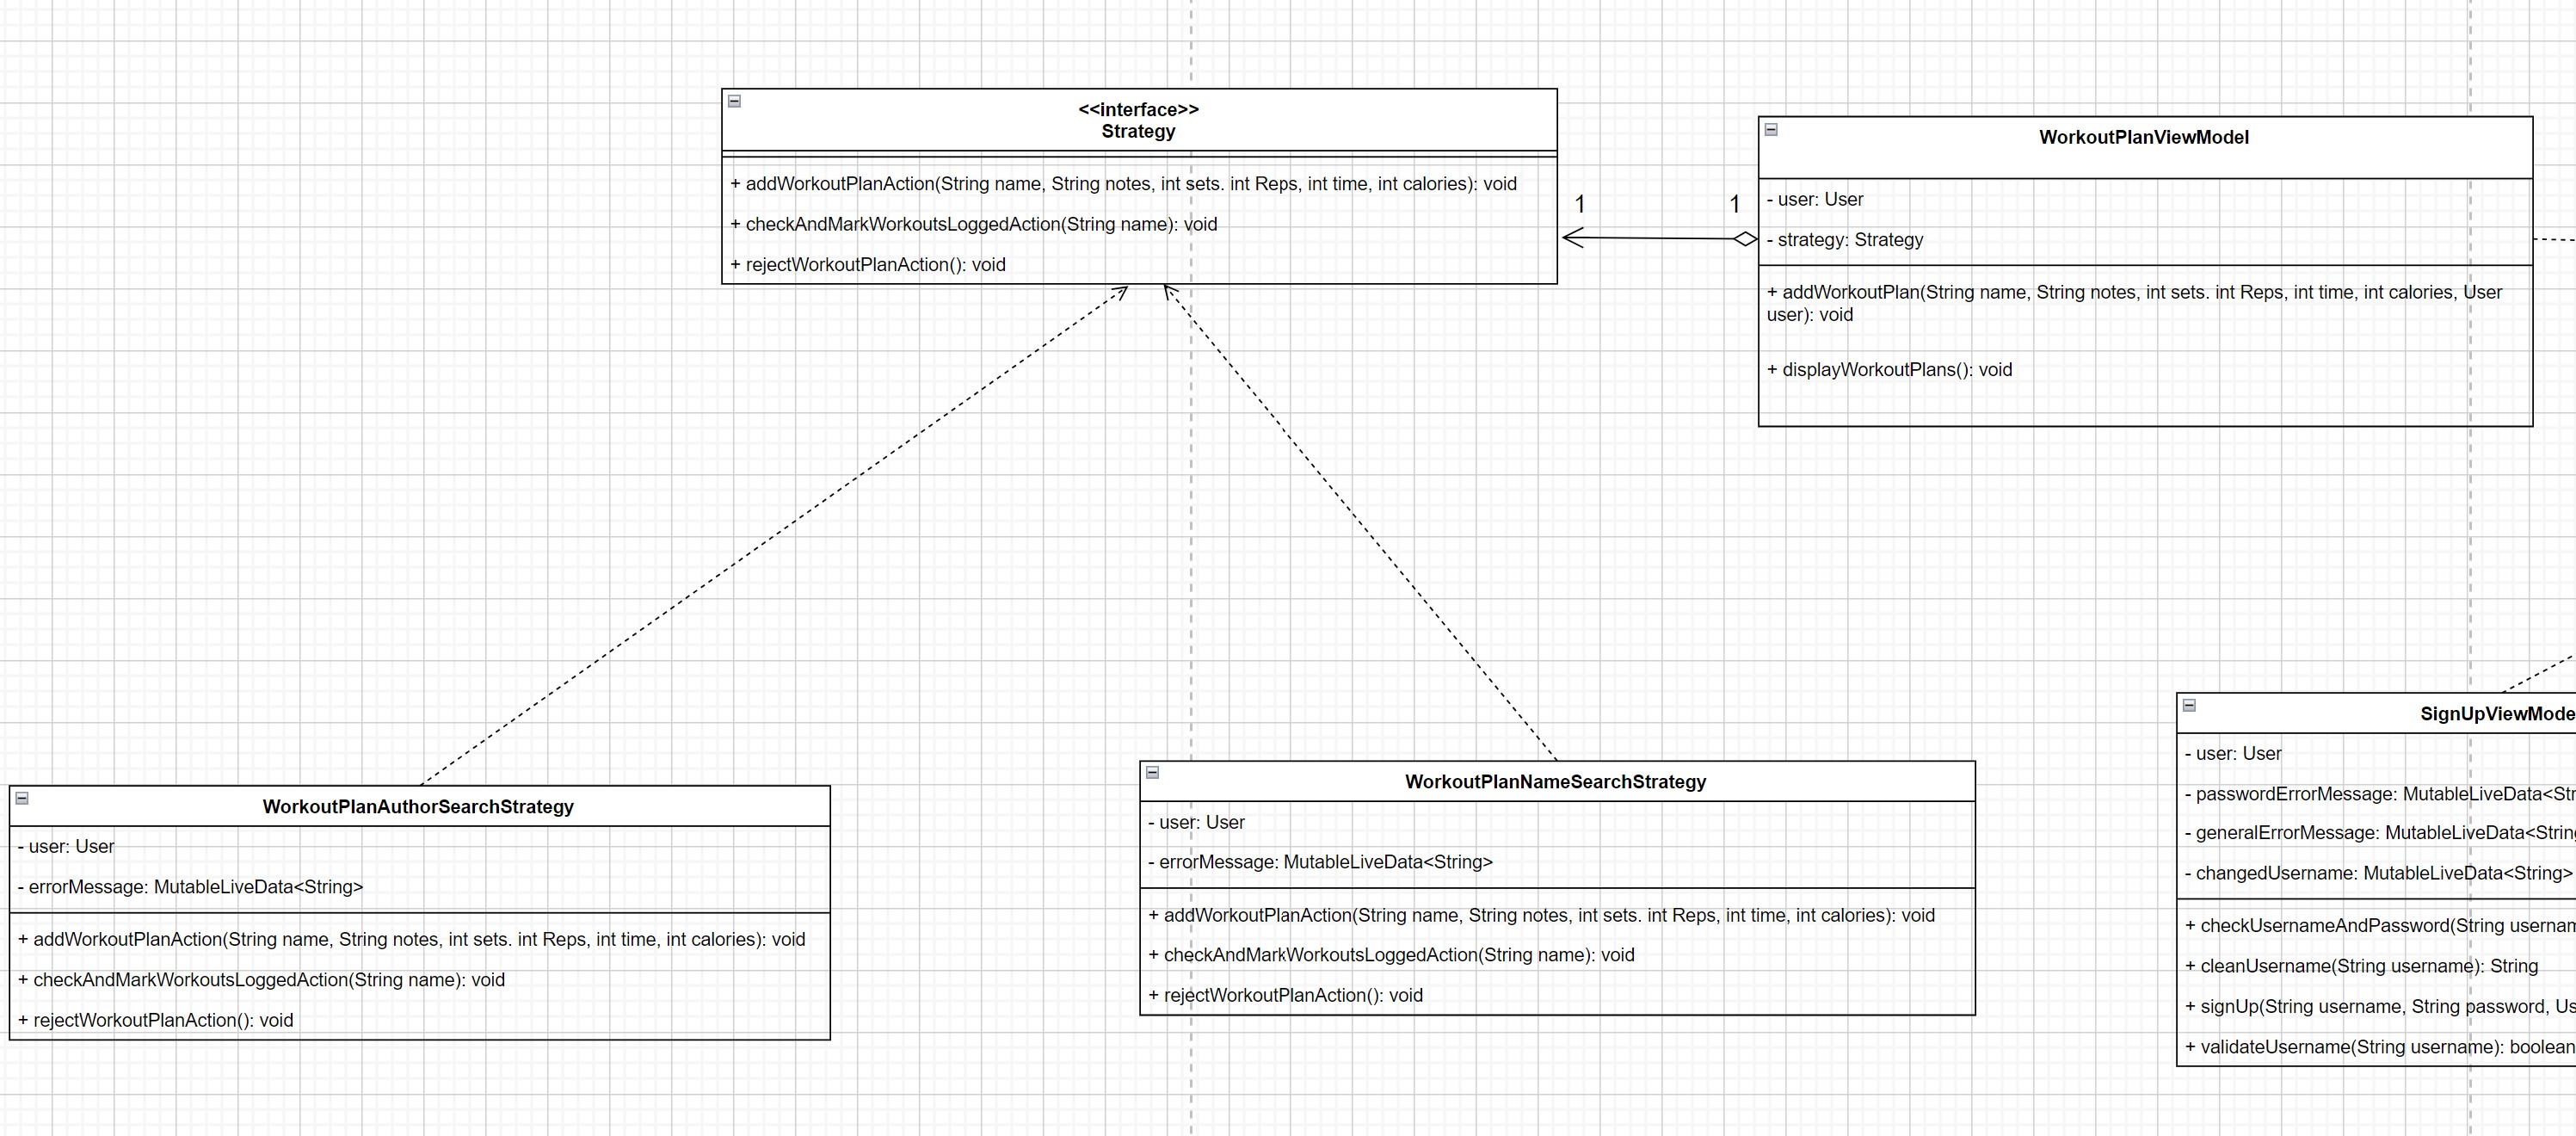 <<interface>>
Strategy
+ addWorkoutPlanAction(String name, String notes, int sets. int Reps, int time, int calories): void
+ checkAndMarkWorkoutsLoggedAction(String name): void
+ rejectWorkoutPlanAction(): void
1
1
WorkoutPlanViewModel
- user: User
- strategy: Strategy
+ addWorkoutPlan(String name, String notes, int sets. int Reps, int time, int calories, User
user): void
+ displayWorkoutPlans(): void
WorkoutPlanAuthorSearchStrategy
- user: User
- errorMessage: MutableLiveData<String>
+ addWorkoutPlanAction(String name, String notes, int sets. int Reps, int time, int calories): void
+ checkAndMarkWorkoutsLoggedAction(String name): void
+ rejectWorkoutPlanAction(): void
WorkoutPlanNameSearchStrategy
- user: User
- errorMessage: MutableLiveData<String>
+ addWorkoutPlanAction(String name, String notes, int sets. int Reps, int time, int calories): void
+ checkAndMarkWorkoutsLoggedAction(String name): void
+ rejectWorkoutPlanAction(): void
SignUpViewMode
- user: User
- passwordErrorMessage: MutableLiveData<Str
- generalErrorMessage: MutableLiveData<String
- changedUsername: MutableLiveData<String>
+ checkUsernameAndPassword(String usernam
+ cleanUsername(String username): String
+ signUp(String username, String password, Us
+ validateUsername(String username): boolean